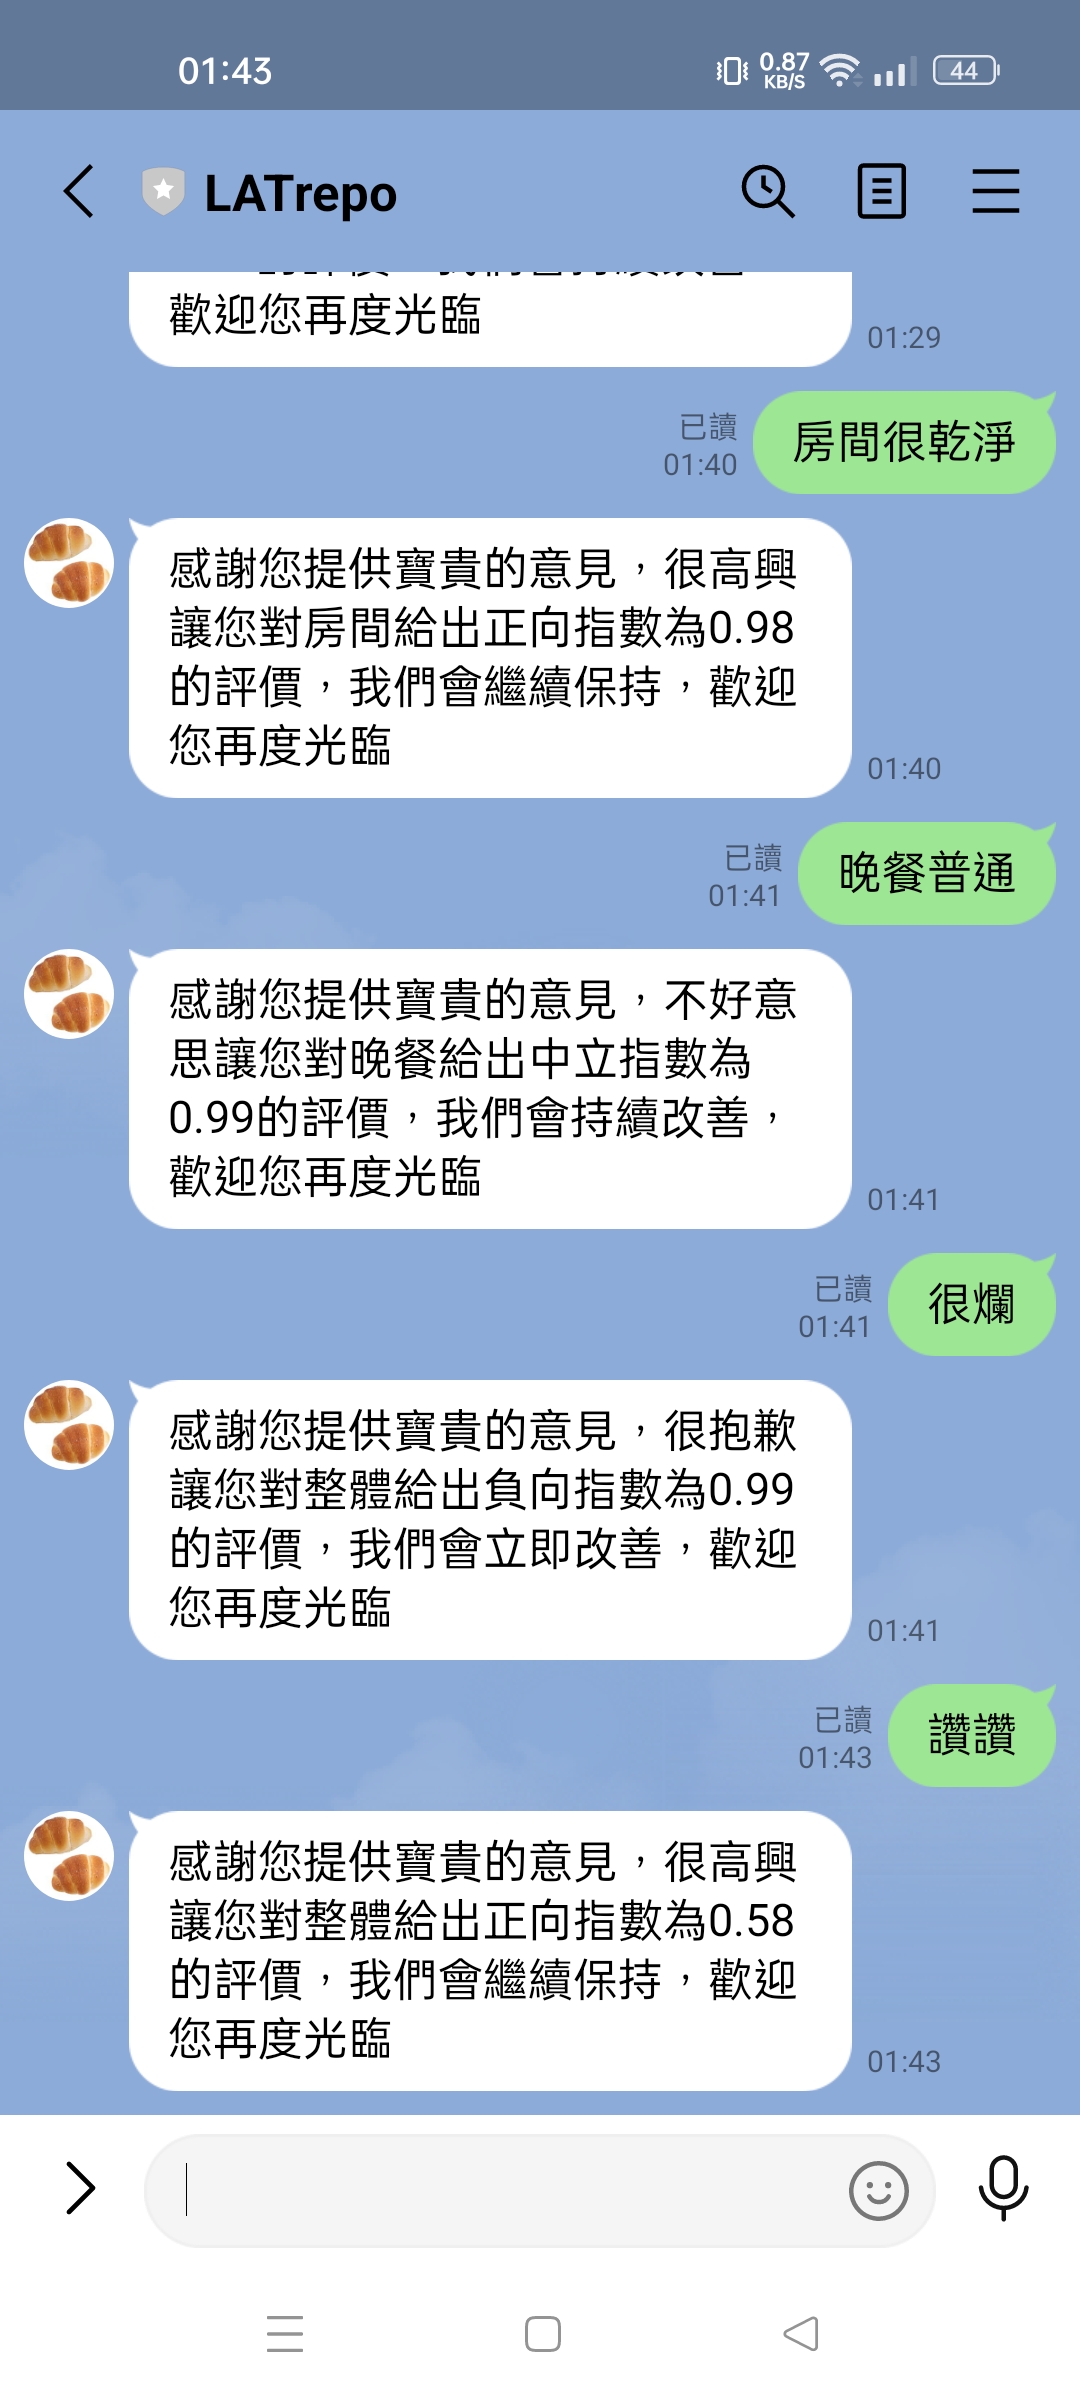 01:43
0.87
KB/S
44
LATrepo
歡迎您再度光臨
01:29
已讀
01:40
房間很乾淨
感謝您提供寶貴的意見，很高興
讓您對房間給出正向指數為0.98
的評價，我們會繼續保持，歡迎
您再度光臨
01:40
已讀
01:41
晚餐普通
感謝您提供寶貴的意見，不好意
思讓您對晚餐給出中立指數為
0.99的評價，我們會持續改善，
歡迎您再度光臨
01:41
已讀
01:41
很爛
感謝您提供寶貴的意見，很抱歉
讓您對整體給出負向指數為0.99
的評價，我們會立即改善，歡迎
您再度光臨
01:41
已讀
01:43
讚讚
感謝您提供寶貴的意見，很高興
讓您對整體給出正向指數為0.58
的評價，我們會繼續保持，歡迎
您再度光臨
01:43